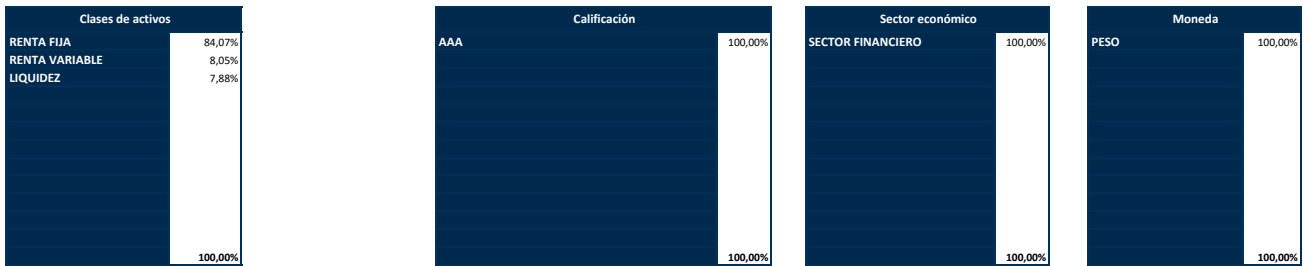 Clases de activos
RENTA FIJA 84,07%
RENTA VARIABLE 8,05%
LIQUIDEZ 7,88%
100,00%
Calificación
AAA 100,00%
100,00%
Sector económico
SECTOR FINANCIERO 100,00%
100,00%
Moneda
PESO 100,00%
100,00%